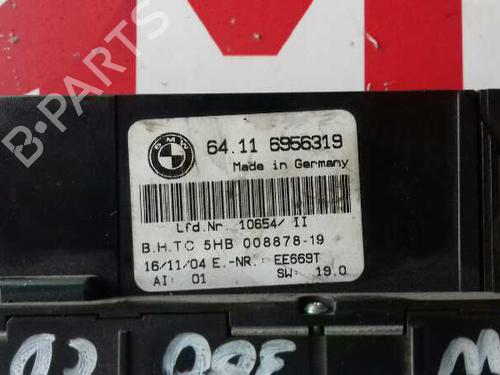 BMW
64.11 6956319
Made in Germany
Lfd.Nr. 10654/ II
B.H.TC 5HB 008878-19
16/11/04 E.-NR.: EE669T
AI: 01 SW: 19.0